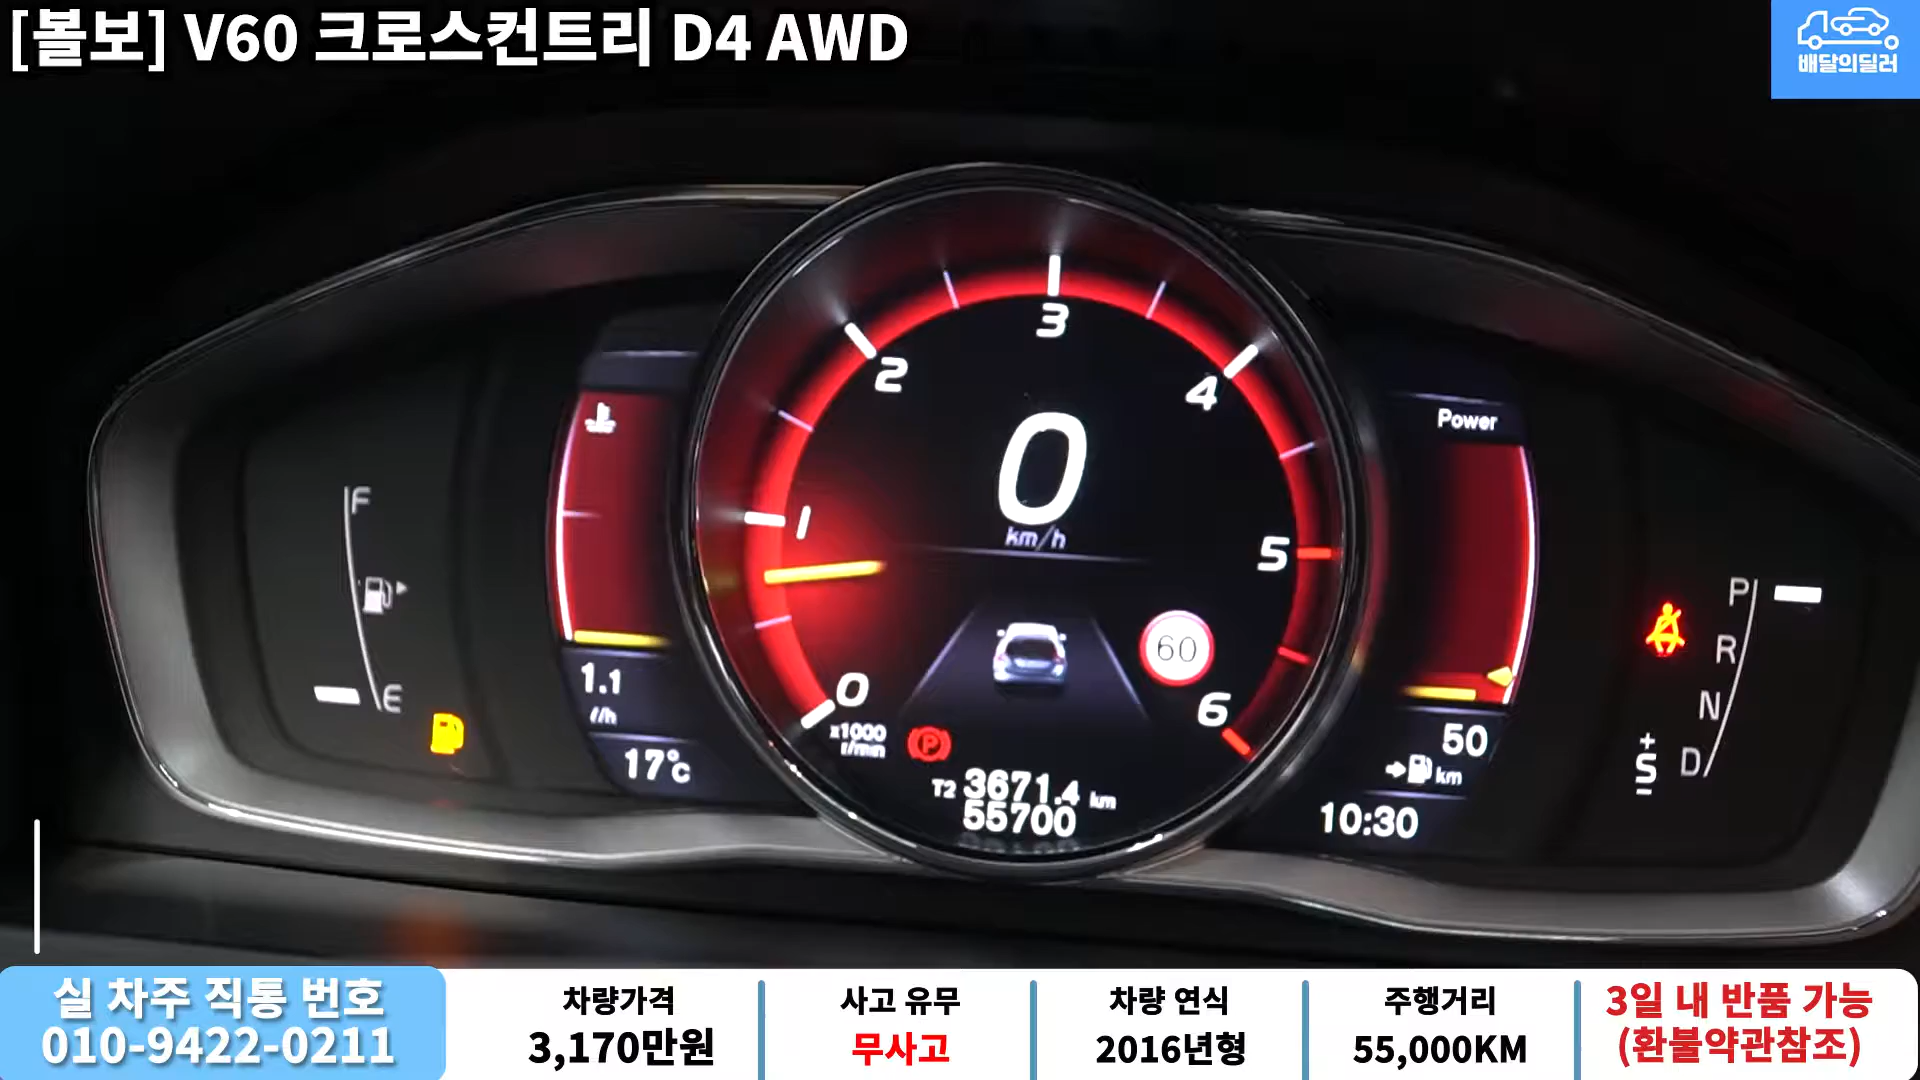 [볼보] V60 크로스컨트리 D4 AWD
배달의딜러
F
E
1.1
l/h
17°c
0
1
2
3
4
5
6
x1000
r/min
0
km/h
60
P
T2 3671.4 km
55700
Power
50
km
10:30
P
R
N
D
+
S
-
실 차주 직통 번호
010-9422-0211
차량가격
3,170만원
사고 유무
무사고
차량 연식
2016년형
주행거리
55,000KM
3일 내 반품 가능
(환불약관참조)